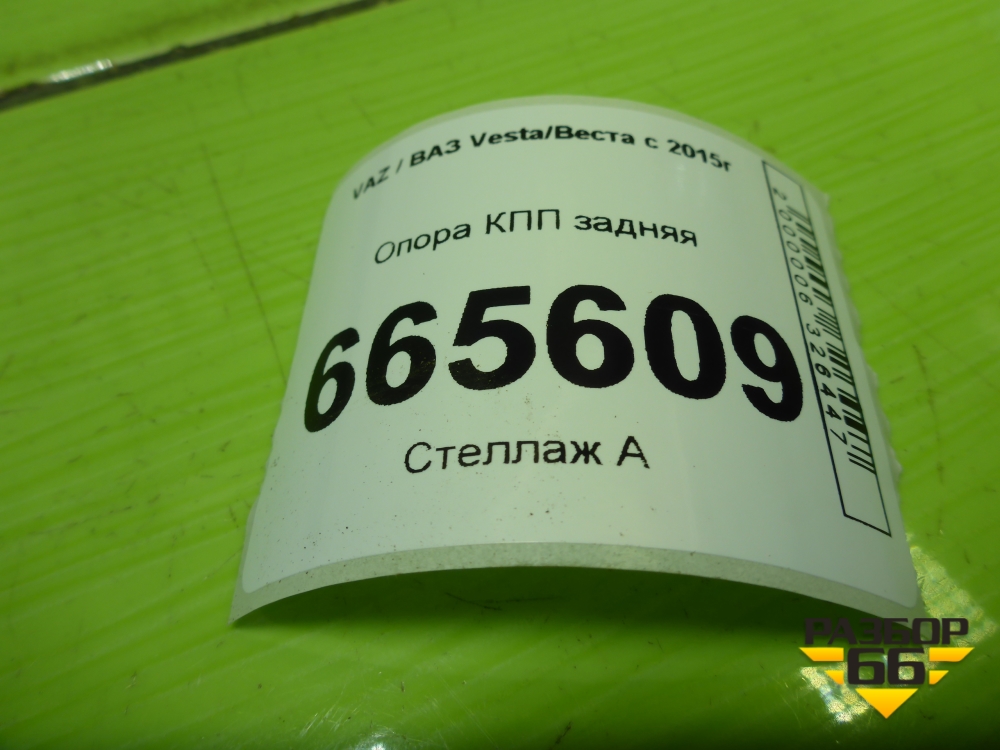 VAZ / ВАЗ Vesta/Веста с 2015г
Опора КПП задняя
665609
Стеллаж А
2000006326447
РАЗБОР
66